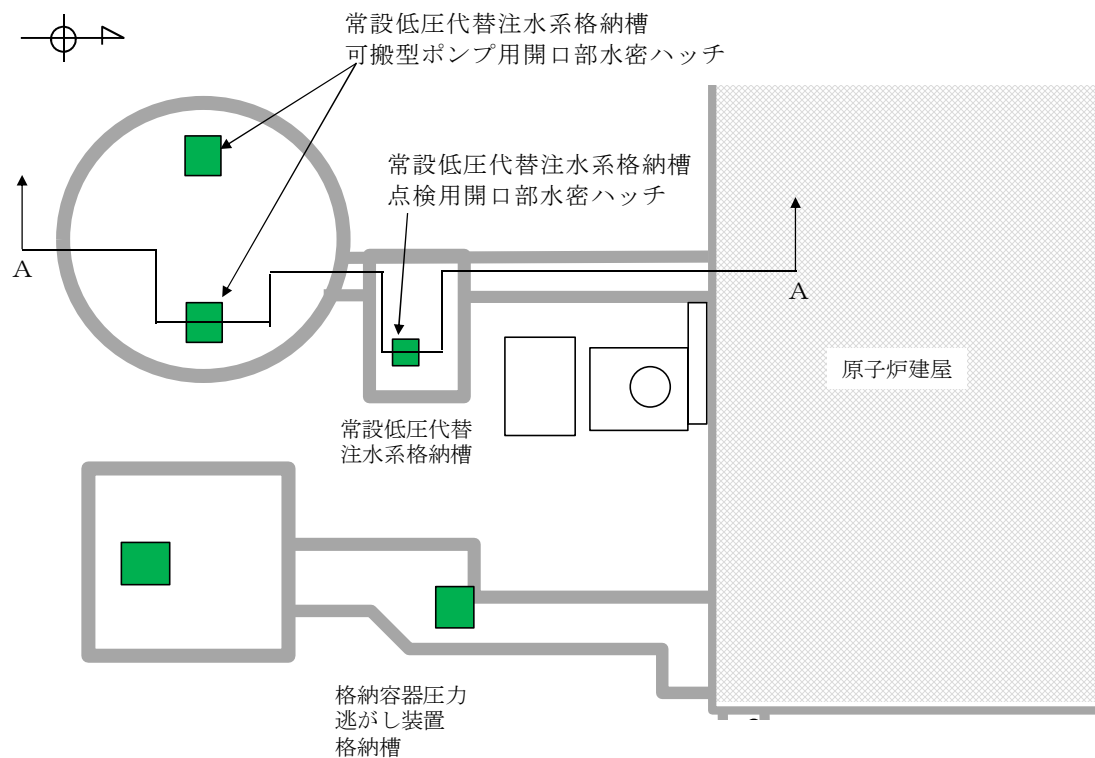 常設低圧代替注水系格納槽
可搬型ポンプ用開口部水密ハッチ
常設低圧代替注水系格納槽
点検用開口部水密ハッチ
A
A
原子炉建屋
常設低圧代替
注水系格納槽
格納容器圧力
逃がし装置
格納槽